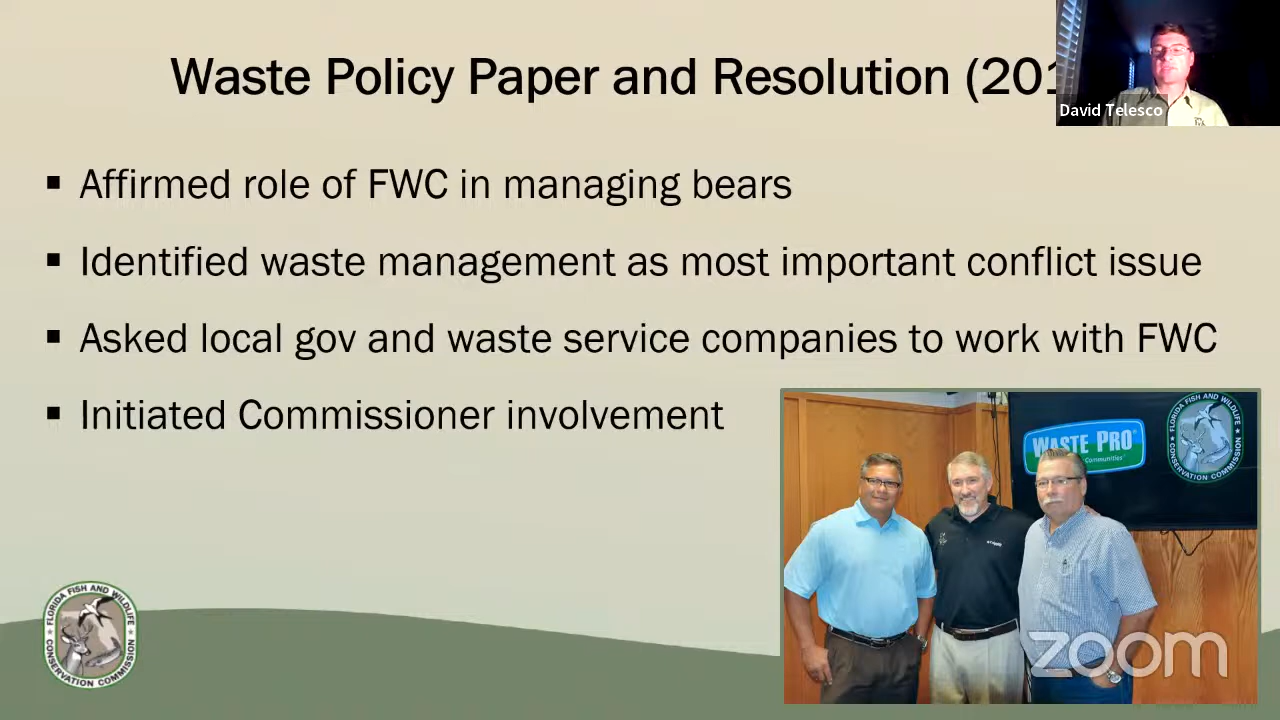 Waste Policy Paper and Resolution (201
David Telesco
▪ Affirmed role of FWC in managing bears
▪ Identified waste management as most important conflict issue
▪ Asked local gov and waste service companies to work with FWC
▪ Initiated Commissioner involvement
FLORIDA FISH AND WILDLIFE
CONSERVATION COMMISSION
WASTE PRO
Communities
FLORIDA FISH AND WILDLIFE
CONSERVATION COMMISSION
zoom